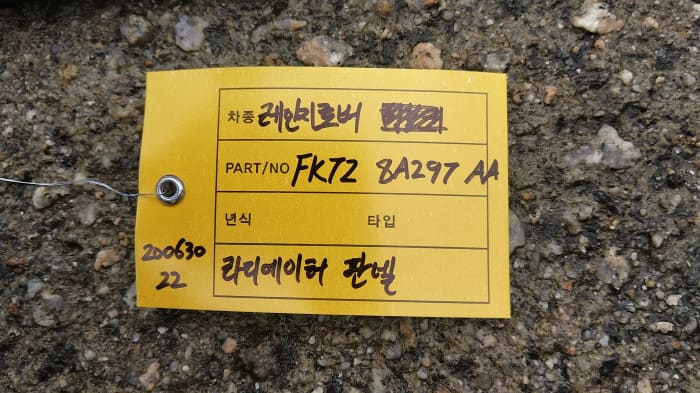 차종 레인지로버
PART/NO FK72 8A297 AA
년식 타입
라디에이터 판넬
200630
22